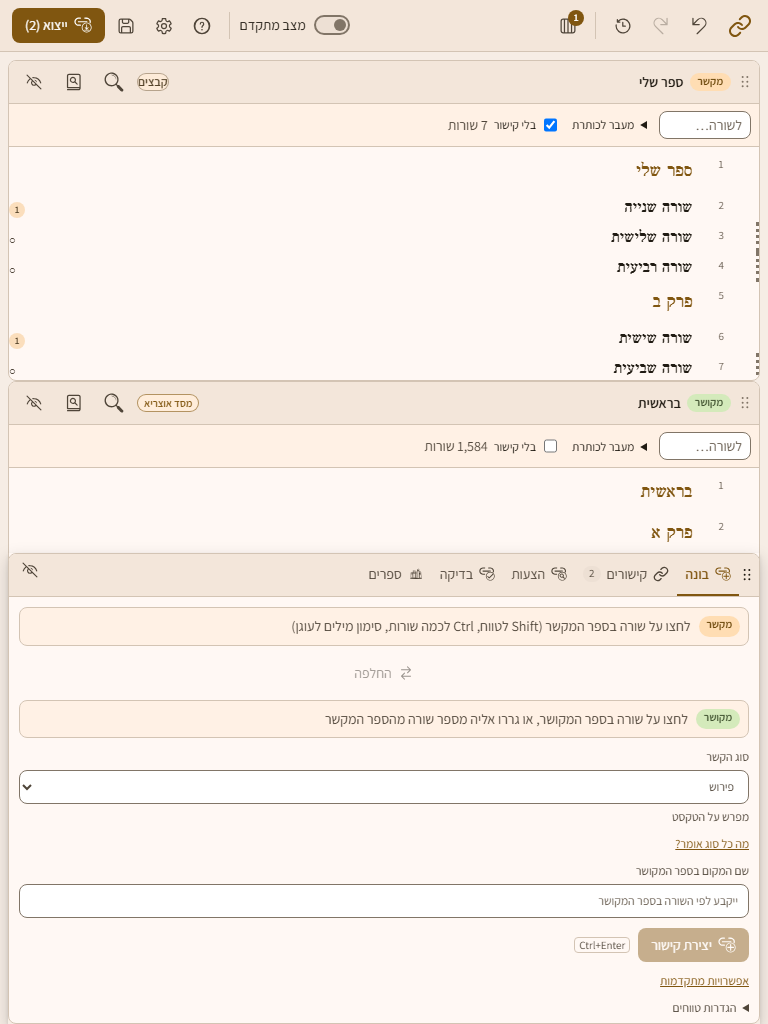 1
מצב מתקדם
ייצוא (2)
מקשר ספר שלי קבצים
לשורה... מעבר לכותרת בלי קישור 7 שורות
1 ספר שלי
2 שורה שנייה 1
3 שורה שלישית
4 שורה רביעית
5 פרק ב
6 שורה שישית 1
7 שורה שביעית
מקושר בראשית מסד אוצריא
לשורה... מעבר לכותרת בלי קישור 1,584 שורות
1 בראשית
2 פרק א
בונה קישורים 2 הצעות בדיקה ספרים
מקשר לחצו על שורה בספר המקשר (Shift לטווח, Ctrl לכמה שורות, סימון מילים לעוגן)
החלפה
מקושר לחצו על שורה בספר המקושר, או גררו אליה מספר שורה מהספר המקשר
סוג הקשר
פירוש
מפרש על הטקסט
מה כל סוג אומר?
שם המקום בספר המקושר
ייקבע לפי השורה בספר המקושר
יצירת קישור Ctrl+Enter
אפשרויות מתקדמות
הגדרות טווחים